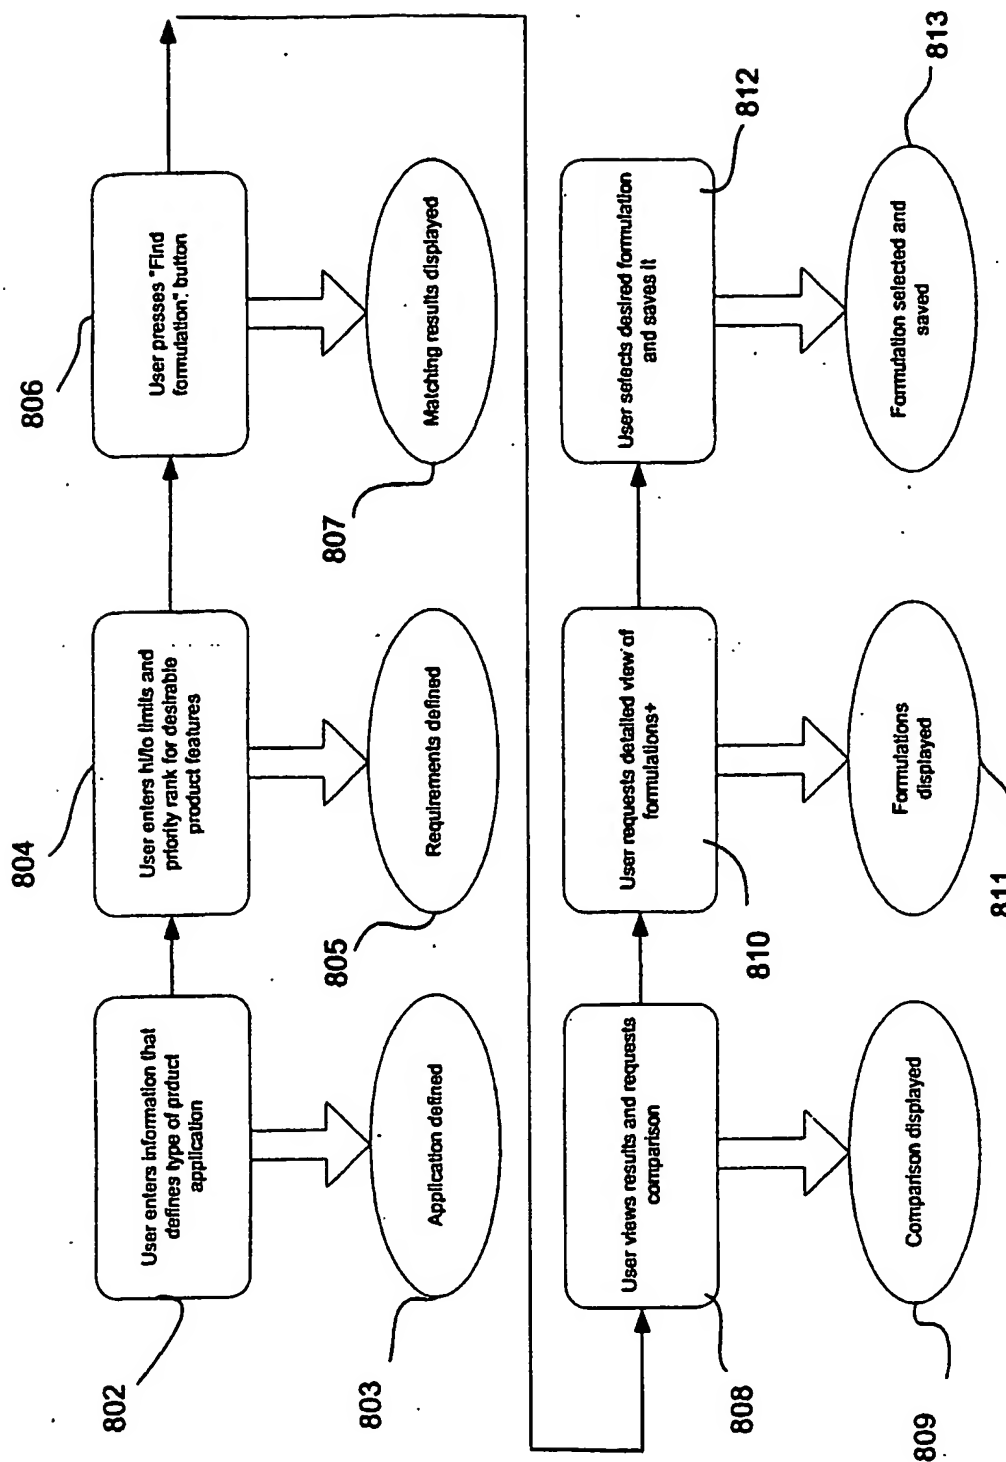 802
User enters information that
defines type of prduct
application
803
Application defined
804
User enters hi/lo limits and
priority rank for desirable
product features
805
Requirements defined
806
User presses "Find
formulation" button
807
Matching results displayed
808
User views results and requests
comparison
809
Comparison displayed
810
User requests detailed view of
formulations+
811
Formulations
displayed
812
User selects desired formulation
and saves it
813
Formulation selected and
saved